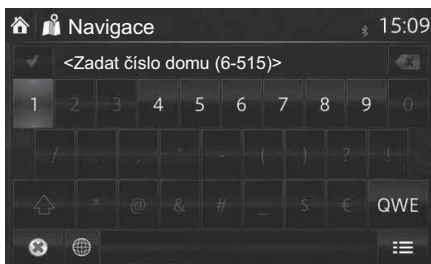 Navigace 15:09
<Zadat číslo domu (6-515)>
1 2 3 4 5 6 7 8 9 0
/ . , ' - ( ) ? !
* @ & # _ $ € QWE